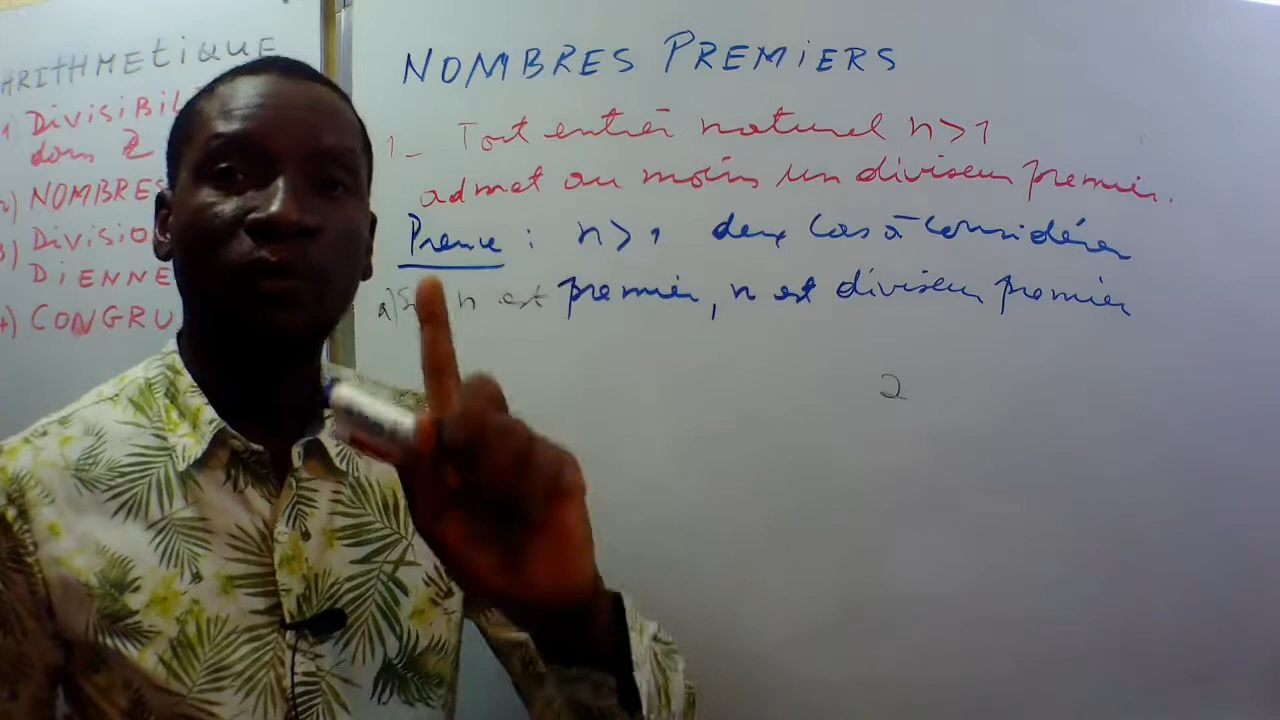 ARITHMETIQUE
1) DIVISIBIL
dans Z
2) NOMBRES
3) DIVISIO
DIENNE
4) CONGRU
NOMBRES PREMIERS
1_ Tout entier naturel n>1
admet au moins un diviseur premier.
Preuve : n>1 deux cas à considérer
a) Si n est premier, n est diviseur premier
2